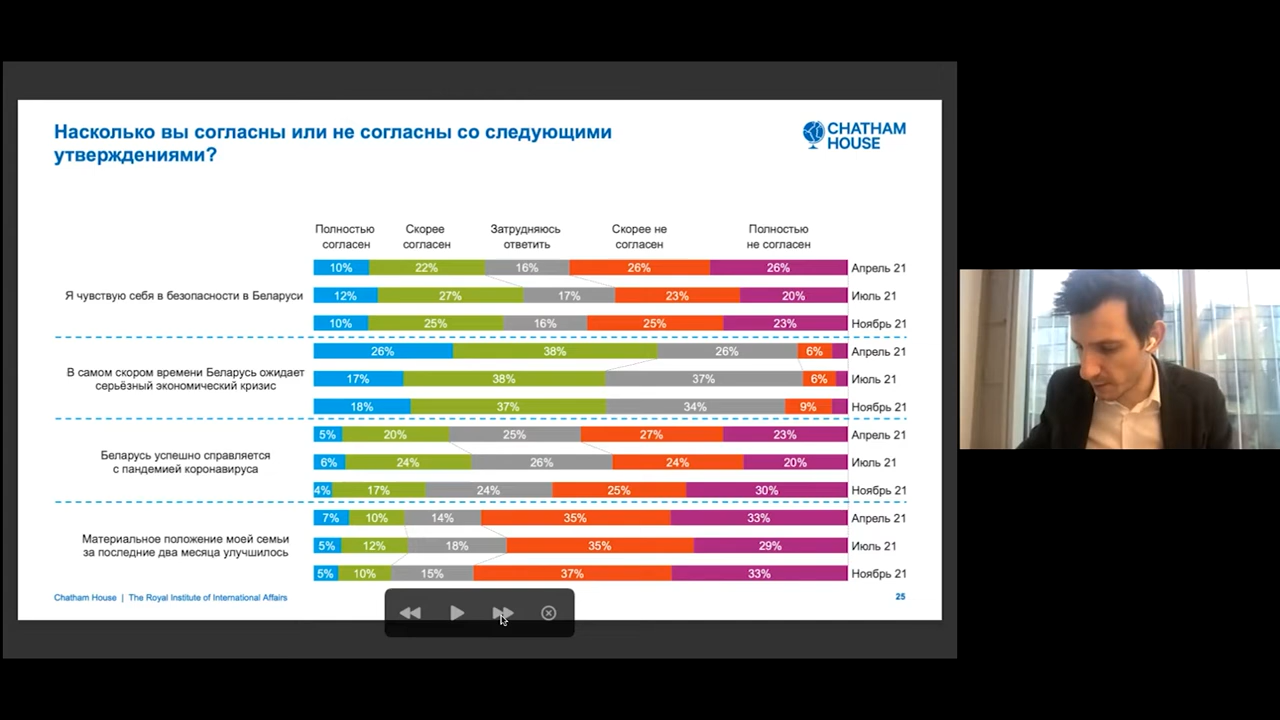 Насколько вы согласны или не согласны со следующими
утверждениями?
CHATHAM
HOUSE
Полностью
согласен
Скорее
согласен
Затрудняюсь
ответить
Скорее не
согласен
Полностью
не согласен
Я чувствую себя в безопасности в Беларуси
10% 22% 16% 26% 26% Апрель 21
12% 27% 17% 23% 20% Июль 21
10% 25% 16% 25% 23% Ноябрь 21
В самом скором времени Беларусь ожидает
серьёзный экономический кризис
26% 38% 26% 6% Апрель 21
17% 38% 37% 6% Июль 21
18% 37% 34% 9% Ноябрь 21
Беларусь успешно справляется
с пандемией коронавируса
5% 20% 25% 27% 23% Апрель 21
6% 24% 26% 24% 20% Июль 21
4% 17% 24% 25% 30% Ноябрь 21
Материальное положение моей семьи
за последние два месяца улучшилось
7% 10% 14% 35% 33% Апрель 21
5% 12% 18% 35% 29% Июль 21
5% 10% 15% 37% 33% Ноябрь 21
Chatham House | The Royal Institute of International Affairs
25